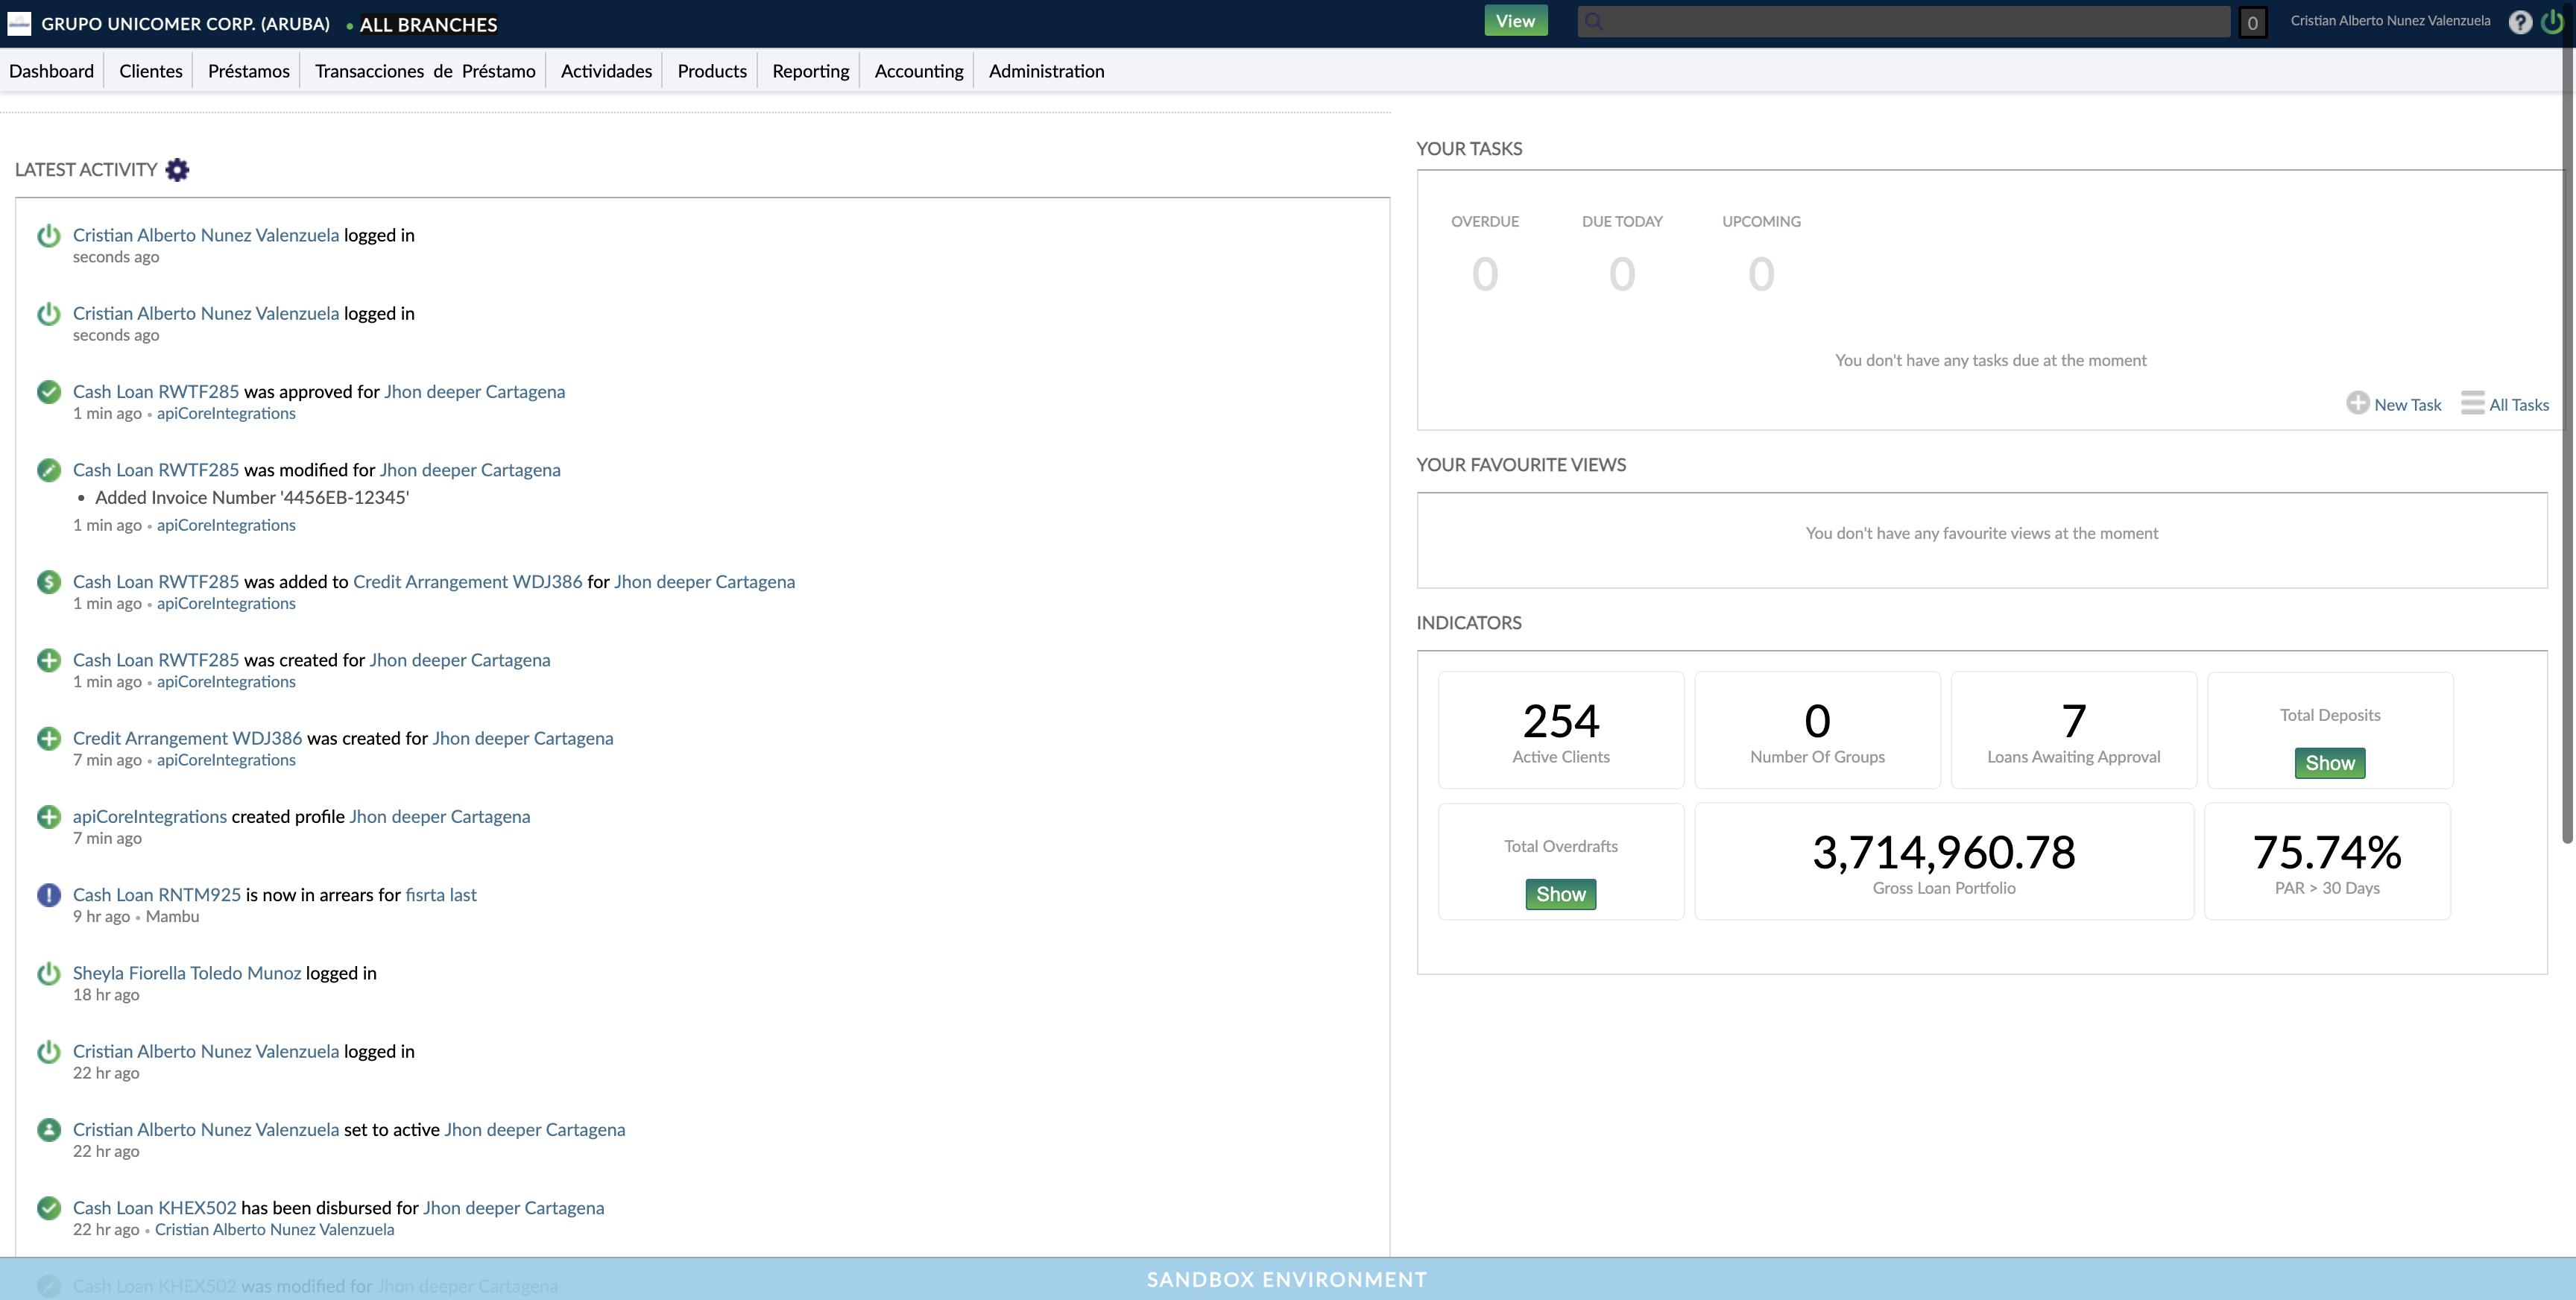 GRUPO UNICOMER CORP. (ARUBA) • ALL BRANCHES
View
0
Cristian Alberto Nunez Valenzuela
?
Dashboard
Clientes
Préstamos
Transacciones de Préstamo
Actividades
Products
Reporting
Accounting
Administration
LATEST ACTIVITY
Cristian Alberto Nunez Valenzuela logged in
seconds ago
Cristian Alberto Nunez Valenzuela logged in
seconds ago
Cash Loan RWTF285 was approved for Jhon deeper Cartagena
1 min ago • apiCoreIntegrations
Cash Loan RWTF285 was modified for Jhon deeper Cartagena
• Added Invoice Number '4456EB-12345'
1 min ago • apiCoreIntegrations
Cash Loan RWTF285 was added to Credit Arrangement WDJ386 for Jhon deeper Cartagena
1 min ago • apiCoreIntegrations
Cash Loan RWTF285 was created for Jhon deeper Cartagena
1 min ago • apiCoreIntegrations
Credit Arrangement WDJ386 was created for Jhon deeper Cartagena
7 min ago • apiCoreIntegrations
apiCoreIntegrations created profile Jhon deeper Cartagena
7 min ago
Cash Loan RNTM925 is now in arrears for fisrta last
9 hr ago • Mambu
Sheyla Fiorella Toledo Munoz logged in
18 hr ago
Cristian Alberto Nunez Valenzuela logged in
22 hr ago
Cristian Alberto Nunez Valenzuela set to active Jhon deeper Cartagena
22 hr ago
Cash Loan KHEX502 has been disbursed for Jhon deeper Cartagena
22 hr ago • Cristian Alberto Nunez Valenzuela
Cash Loan KHEX502 was modified for Jhon deeper Cartagena
YOUR TASKS
OVERDUE
DUE TODAY
UPCOMING
0
0
0
You don't have any tasks due at the moment
New Task
All Tasks
YOUR FAVOURITE VIEWS
You don't have any favourite views at the moment
INDICATORS
254
Active Clients
0
Number Of Groups
7
Loans Awaiting Approval
Total Deposits
Show
Total Overdrafts
Show
3,714,960.78
Gross Loan Portfolio
75.74%
PAR > 30 Days
SANDBOX ENVIRONMENT